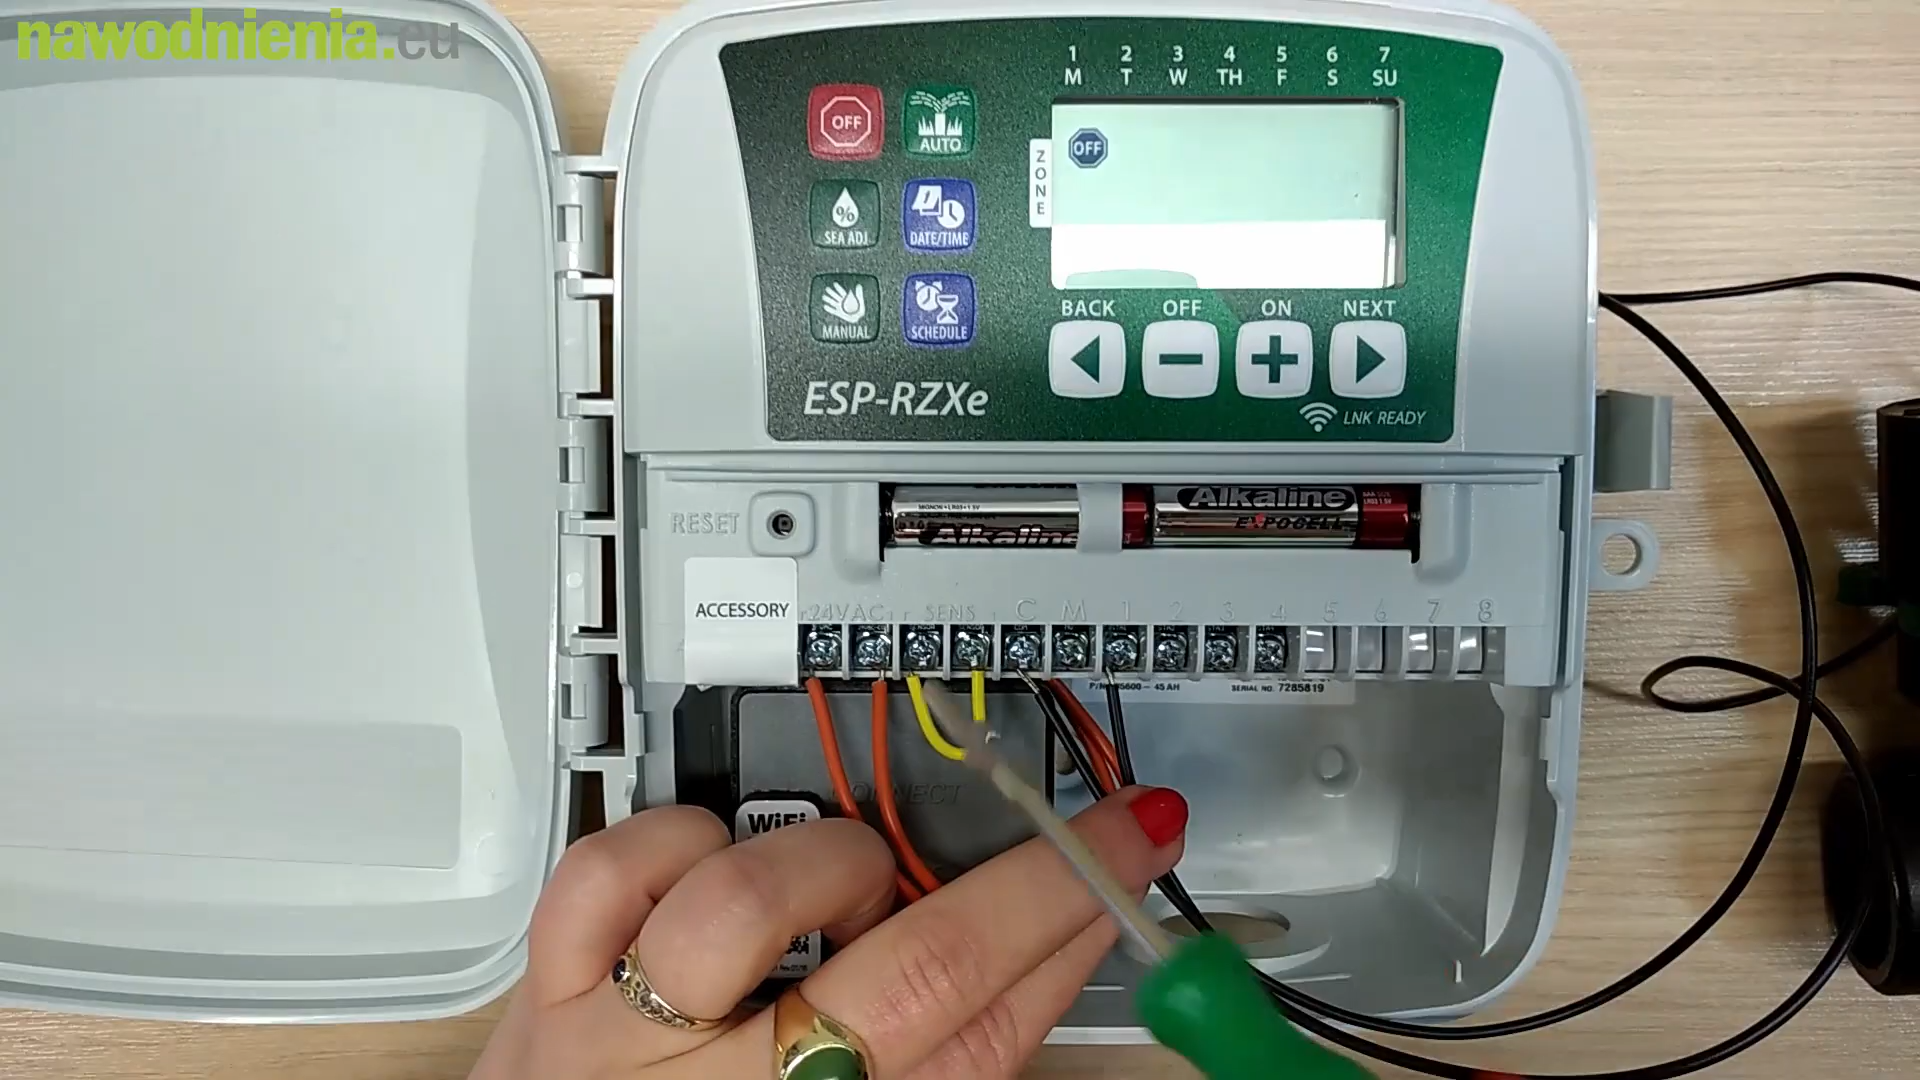 nawodnienia.eu
1 2 3 4 5 6 7
M T W TH F S SU
OFF
AUTO
OFF
ZONE
%
SEA ADJ
DATE/TIME
MANUAL
SCHEDULE
BACK OFF ON NEXT
ESP-RZXe
LNK READY
RESET
Alkaline
Alkaline
EXPOCELL
ACCESSORY
24VAC SENS C M 1 2 3 4 5 6 7 8
SERIAL NO. 7285819
WiFi